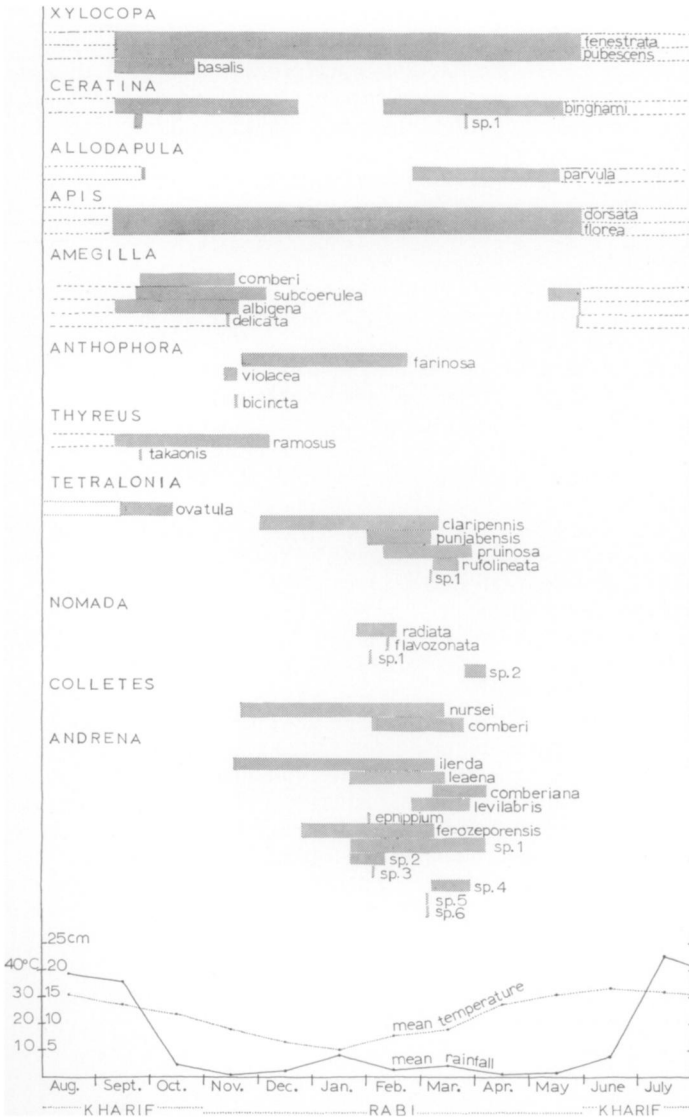 XYLOCOPA
fenestrata
pubescens
basalis
CERATINA
binghami
sp.1
ALLODAPULA
parvula
APIS
dorsata
florea
AMEGILLA
comberi
subcoerulea
albigena
delicata
ANTHOPHORA
farinosa
violacea
bicincta
THYREUS
ramosus
takaonis
TETRALONIA
ovatula
claripennis
punjabensis
pruinosa
rufolineata
sp.1
NOMADA
radiata
flavozonata
sp.1
sp.2
COLLETES
nursei
comberi
ANDRENA
ilerda
leaena
comberiana
levilabris
epnippium
ferozeporensis
sp.1
sp.2
sp.3
sp.4
sp.5
sp.6
25cm
40°C 20
30 15
20 10
10 5
mean temperature
mean rainfall
Aug. Sept. Oct. Nov. Dec. Jan. Feb. Mar. Apr. May June July
KHARIF RABI KHARIF